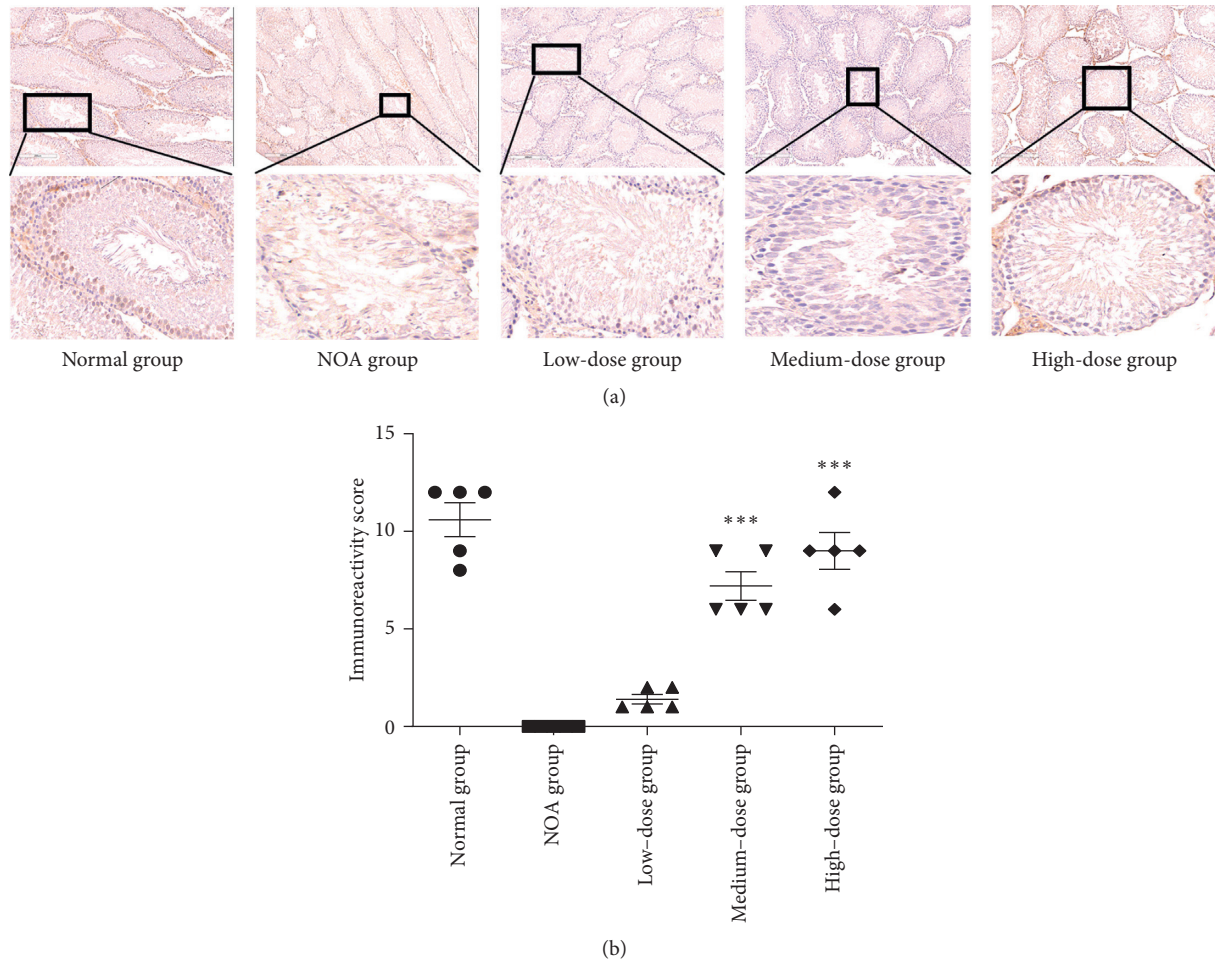 Normal group
NOA group
Low-dose group
Medium-dose group
High-dose group
(a)
15
10
5
0
Immunoreactivity score
***
***
Normal group
NOA group
Low–dose group
Medium–dose group
High–dose group
(b)